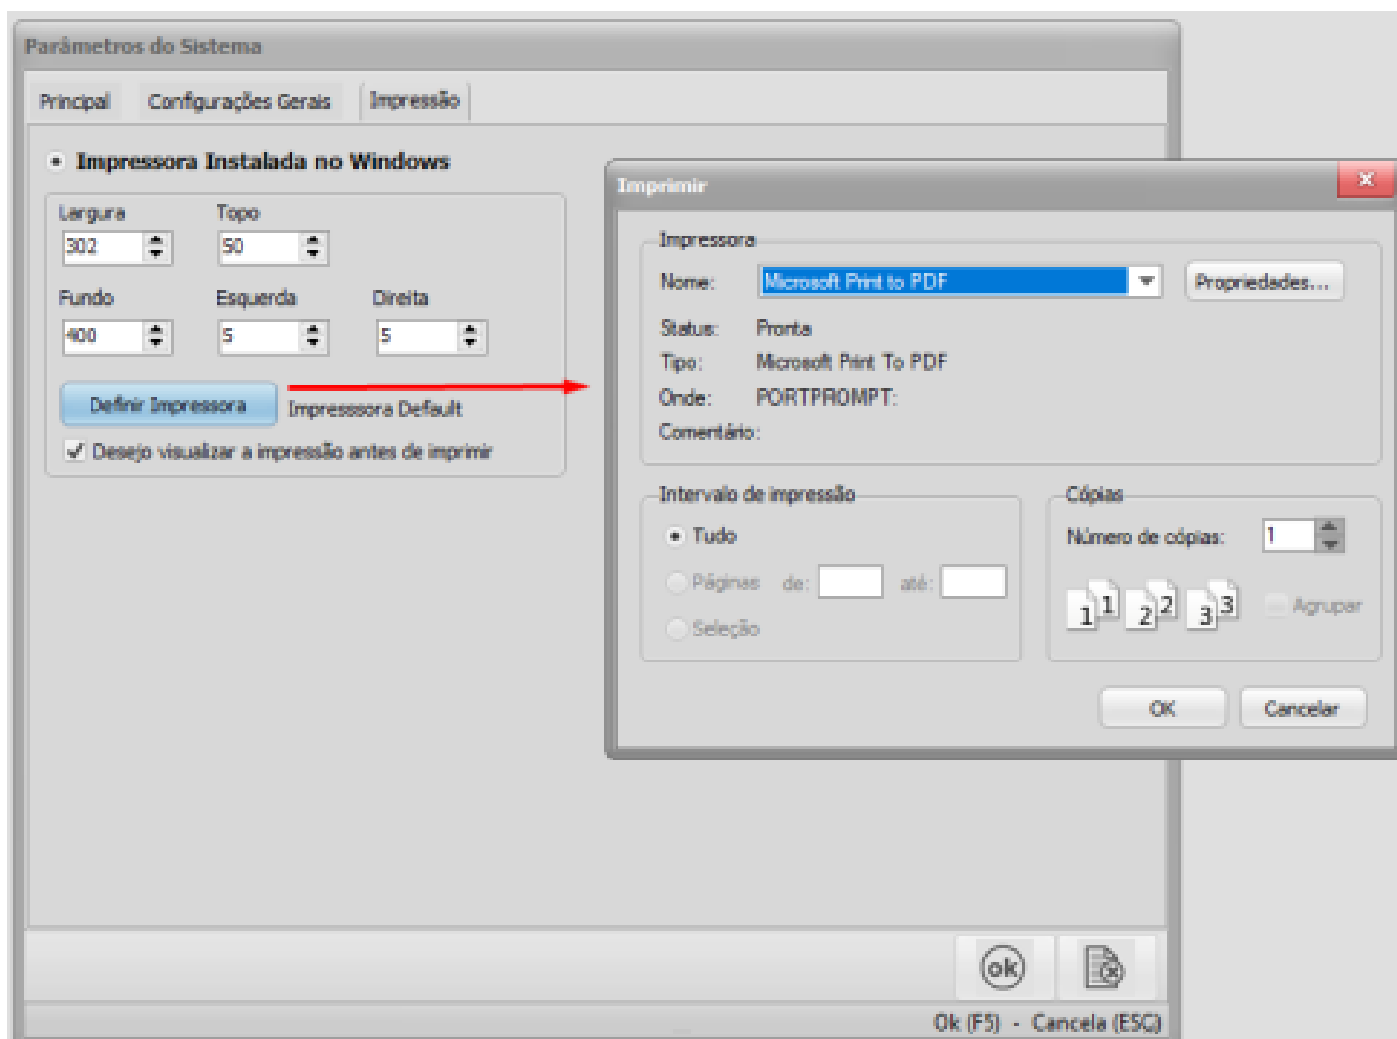 Parâmetros do Sistema
Principal Configurações Gerais Impressão
Impressora Instalada no Windows
Largura Topo
302 50
Fundo Esquerda Direita
400 5 5
Definir Impressora Impresssora Default
Desejo visualizar a impressão antes de imprimir
Imprimir
Impressora
Nome: Microsoft Print to PDF Propriedades...
Status: Pronta
Tipo: Microsoft Print To PDF
Onde: PORTPROMPT:
Comentário:
Intervalo de impressão
Tudo
Páginas de: até:
Seleção
Cópias
Número de cópias: 1
1 1 2 2 3 3 Agrupar
OK Cancelar
ok
Ok (F5) - Cancela (ESC)